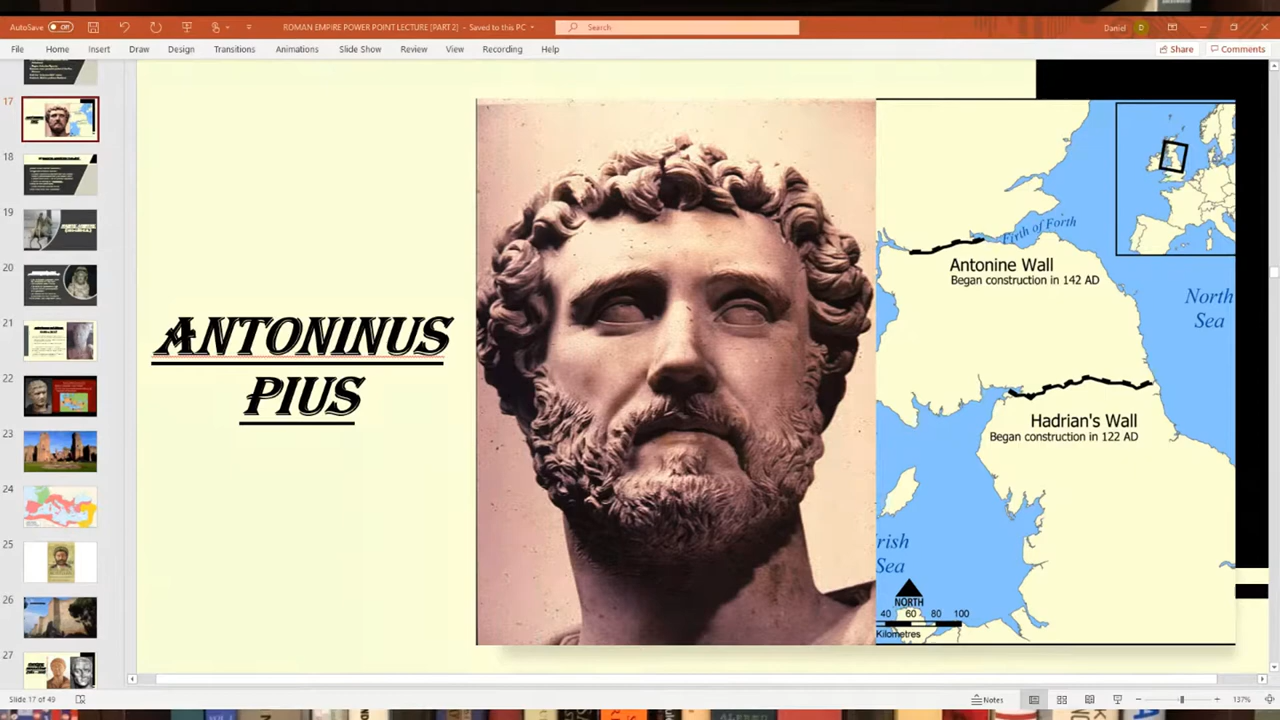 AutoSave Off
ROMAN EMPIRE POWER POINT LECTURE [PART 2] - Saved to this PC
Search
Daniel D
File Home Insert Draw Design Transitions Animations Slide Show Review View Recording Help
Share Comments
17
18
19
20
21
22
23
24
25
26
27
ANTONINUS
PIUS
Firth of Forth
Antonine Wall
Began construction in 142 AD
North
Sea
Hadrian's Wall
Began construction in 122 AD
rish
Sea
NORTH
40 60 80 100
Kilometres
Slide 17 of 49
Notes
137%
ALFRED